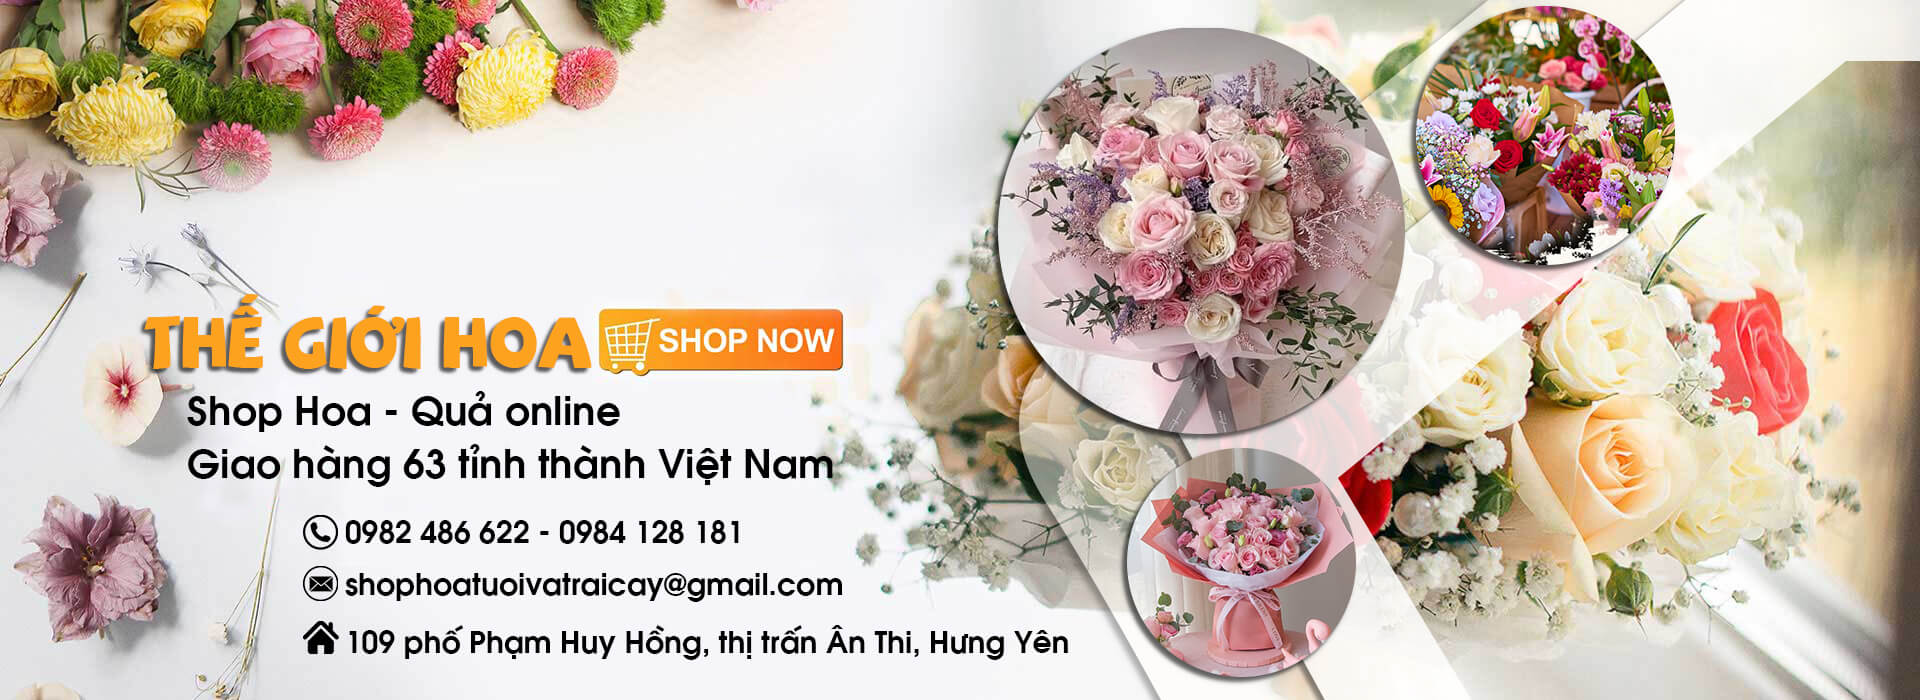 THẾ GIỚI HOA
SHOP NOW
Shop Hoa - Quả online
Giao hàng 63 tỉnh thành Việt Nam
0982 486 622 - 0984 128 181
shophoatuoivatraicay@gmail.com
109 phố Phạm Huy Hồng, thị trấn Ân Thi, Hưng Yên